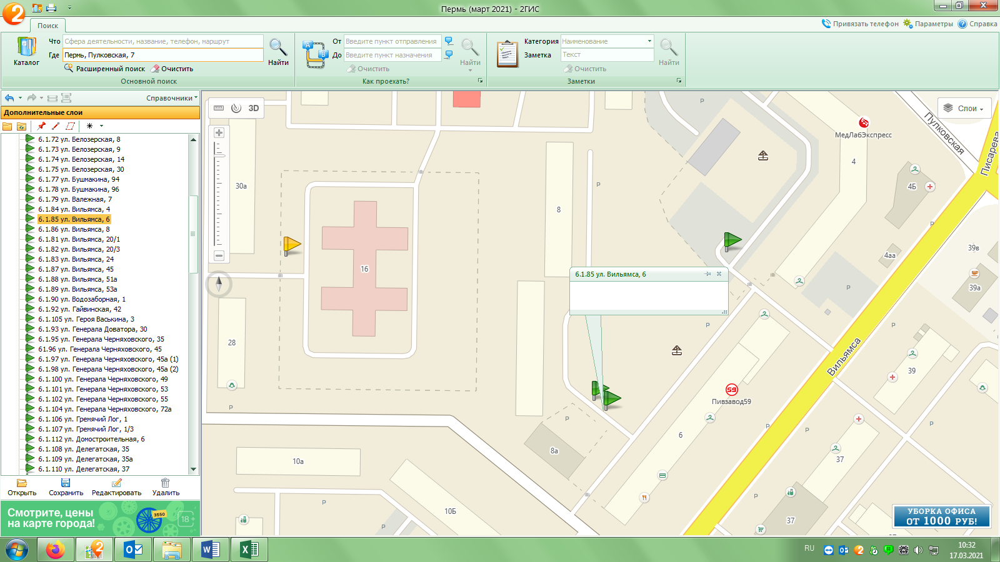 Пермь (март 2021) - 2ГИС
Поиск
Привязать телефон
Параметры
Справка
Каталог
Что
Сфера деятельности, название, телефон, маршрут
Где
Пермь, Пулковская, 7
Расширенный поиск
Очистить
Найти
Основной поиск
От
Введите пункт отправления
До
Введите пункт назначения
Очистить
Найти
Как проехать?
Категория
Наименование
Заметка
Текст
Очистить
Найти
Заметки
Справочники
Дополнительные слои
6.1.72 ул. Белозерская, 8
6.1.73 ул. Белозерская, 9
6.1.74 ул. Белозерская, 14
6.1.75 ул. Белозерская, 30
6.1.77 ул. Бушмакина, 94
6.1.78 ул. Бушмакина, 96
6.1.79 ул. Валежная, 7
6.1.84 ул. Вильямса, 4
6.1.85 ул. Вильямса, 6
6.1.86 ул. Вильямса, 8
6.1.81 ул. Вильямса, 20/1
6.1.82 ул. Вильямса, 20/3
6.1.83 ул. Вильямса, 24
6.1.87 ул. Вильямса, 45
6.1.88 ул. Вильямса, 51а
6.1.89 ул. Вильямса, 53а
6.1.90 ул. Водозаборная, 1
6.1.92 ул. Гайвинская, 42
6.1.105 ул. Героя Васькина, 3
6.1.93 ул. Генерала Доватора, 30
6.1.95 ул. Генерала Черняховского, 35
61.96 ул. Генерала Черняховского, 45
6.1.97 ул. Генерала Черняховского, 45а (1)
6.1.98 ул. Генерала Черняховского, 45а (2)
6.1.100 ул. Генерала Черняховского, 49
6.1.101 ул. Генерала Черняховского, 53
6.1.102 ул. Генерала Черняховского, 55
6.1.104 ул. Генерала Черняховского, 72а
6.1.106 ул. Гремячий Лог, 1
6.1.107 ул. Гремячий Лог, 1/3
6.1.112 ул. Домостроительная, 6
6.1.108 ул. Делегатская, 35
6.1.109 ул. Делегатская, 35а
6.1.110 ул. Делегатская, 37
Открыть
Сохранить
Редактировать
Удалить
Смотрите, цены
на карте города!
3550
18+
3D
Слои
30а
16
28
8
10а
10Б
8а
6
4
4Б
4аа
39в
39а
39
37
37
МедЛабЭкспресс
Пулковская
Писарева
Вильямса
6.1.85 ул. Вильямса, 6
59
Пивзавод59
УБОРКА ОФИСА
ОТ 1000 РУБ!
RU
10:32
17.03.2021